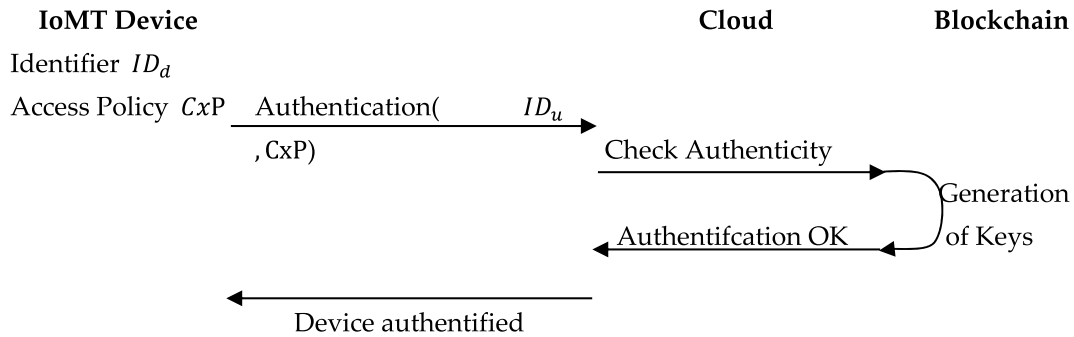 IoMT Device Cloud Blockchain
Identifier ID_d
Access Policy CxP Authentication( ID_u
, CxP) Check Authenticity
Generation
Authentifcation OK of Keys
Device authentified